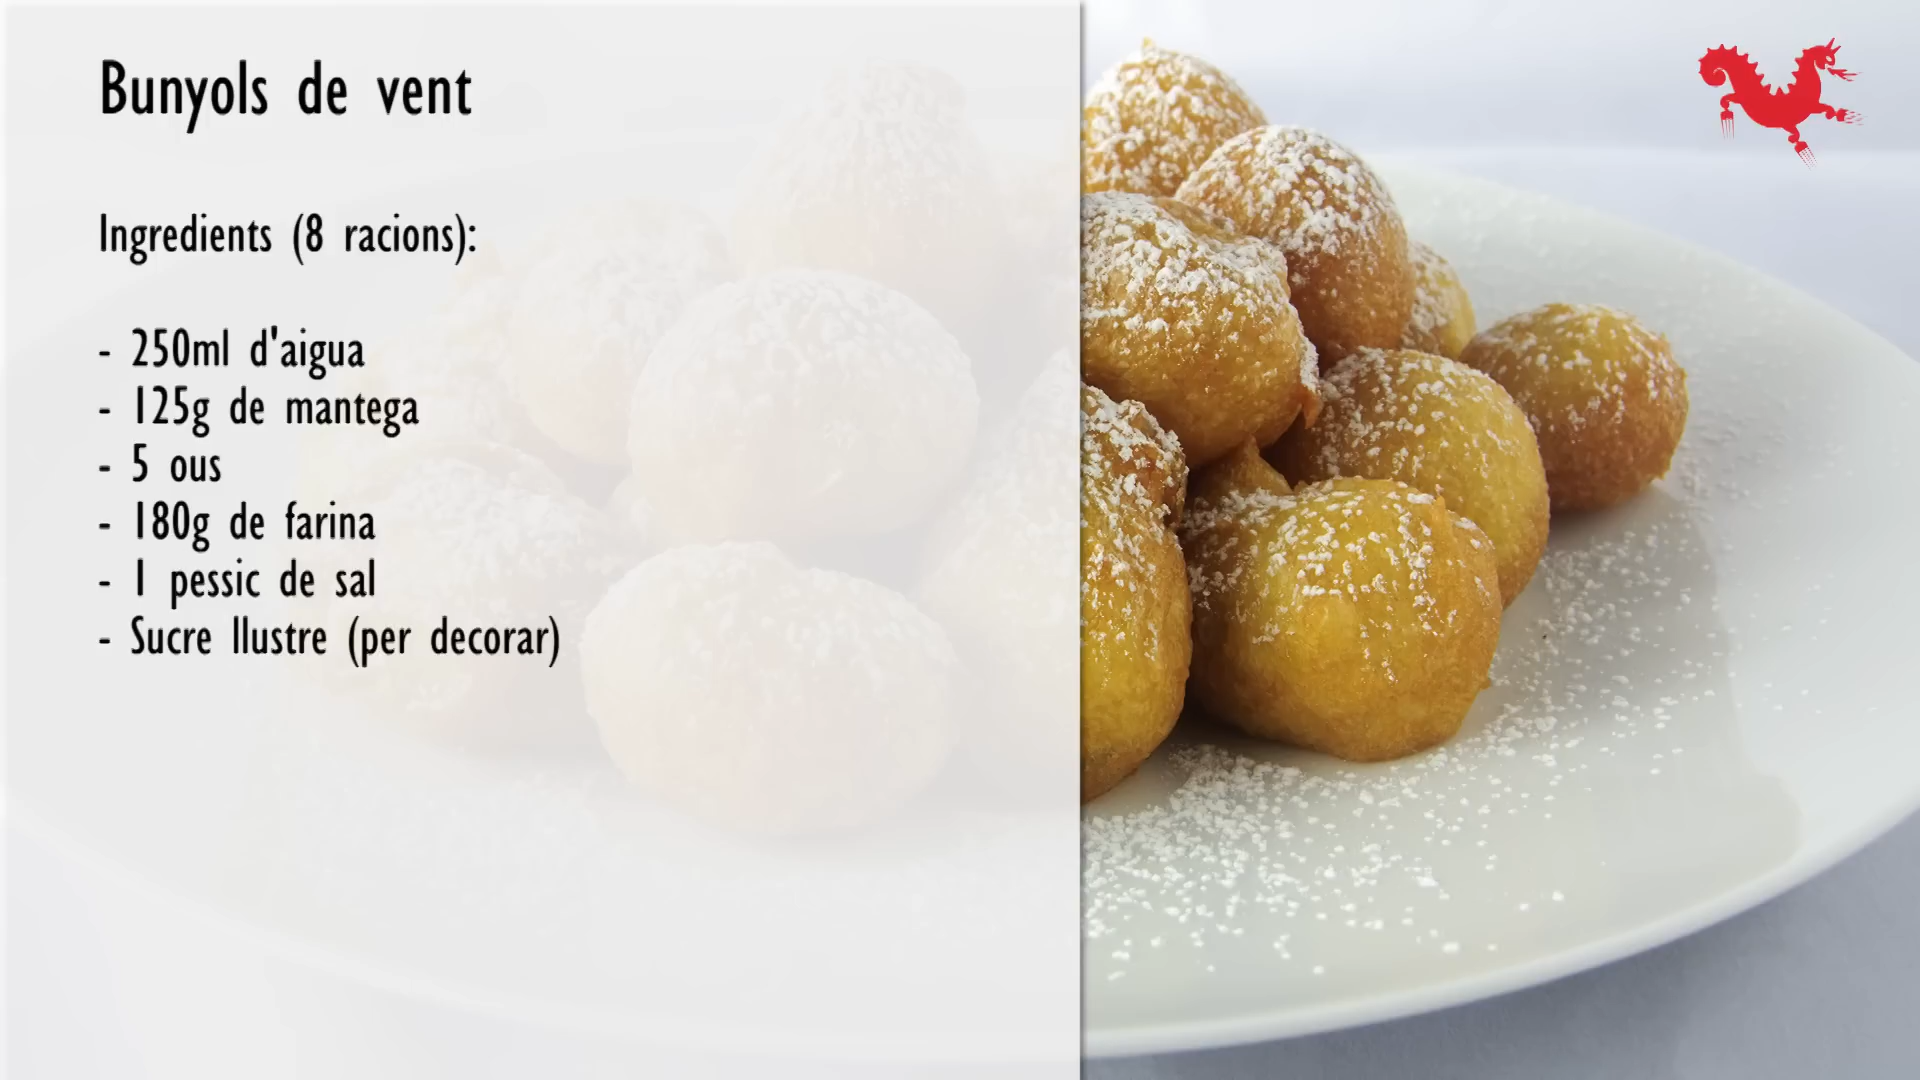 Bunyols de vent
Ingredients (8 racions):
- 250ml d'aigua
- 125g de mantega
- 5 ous
- 180g de farina
- 1 pessic de sal
- Sucre llustre (per decorar)